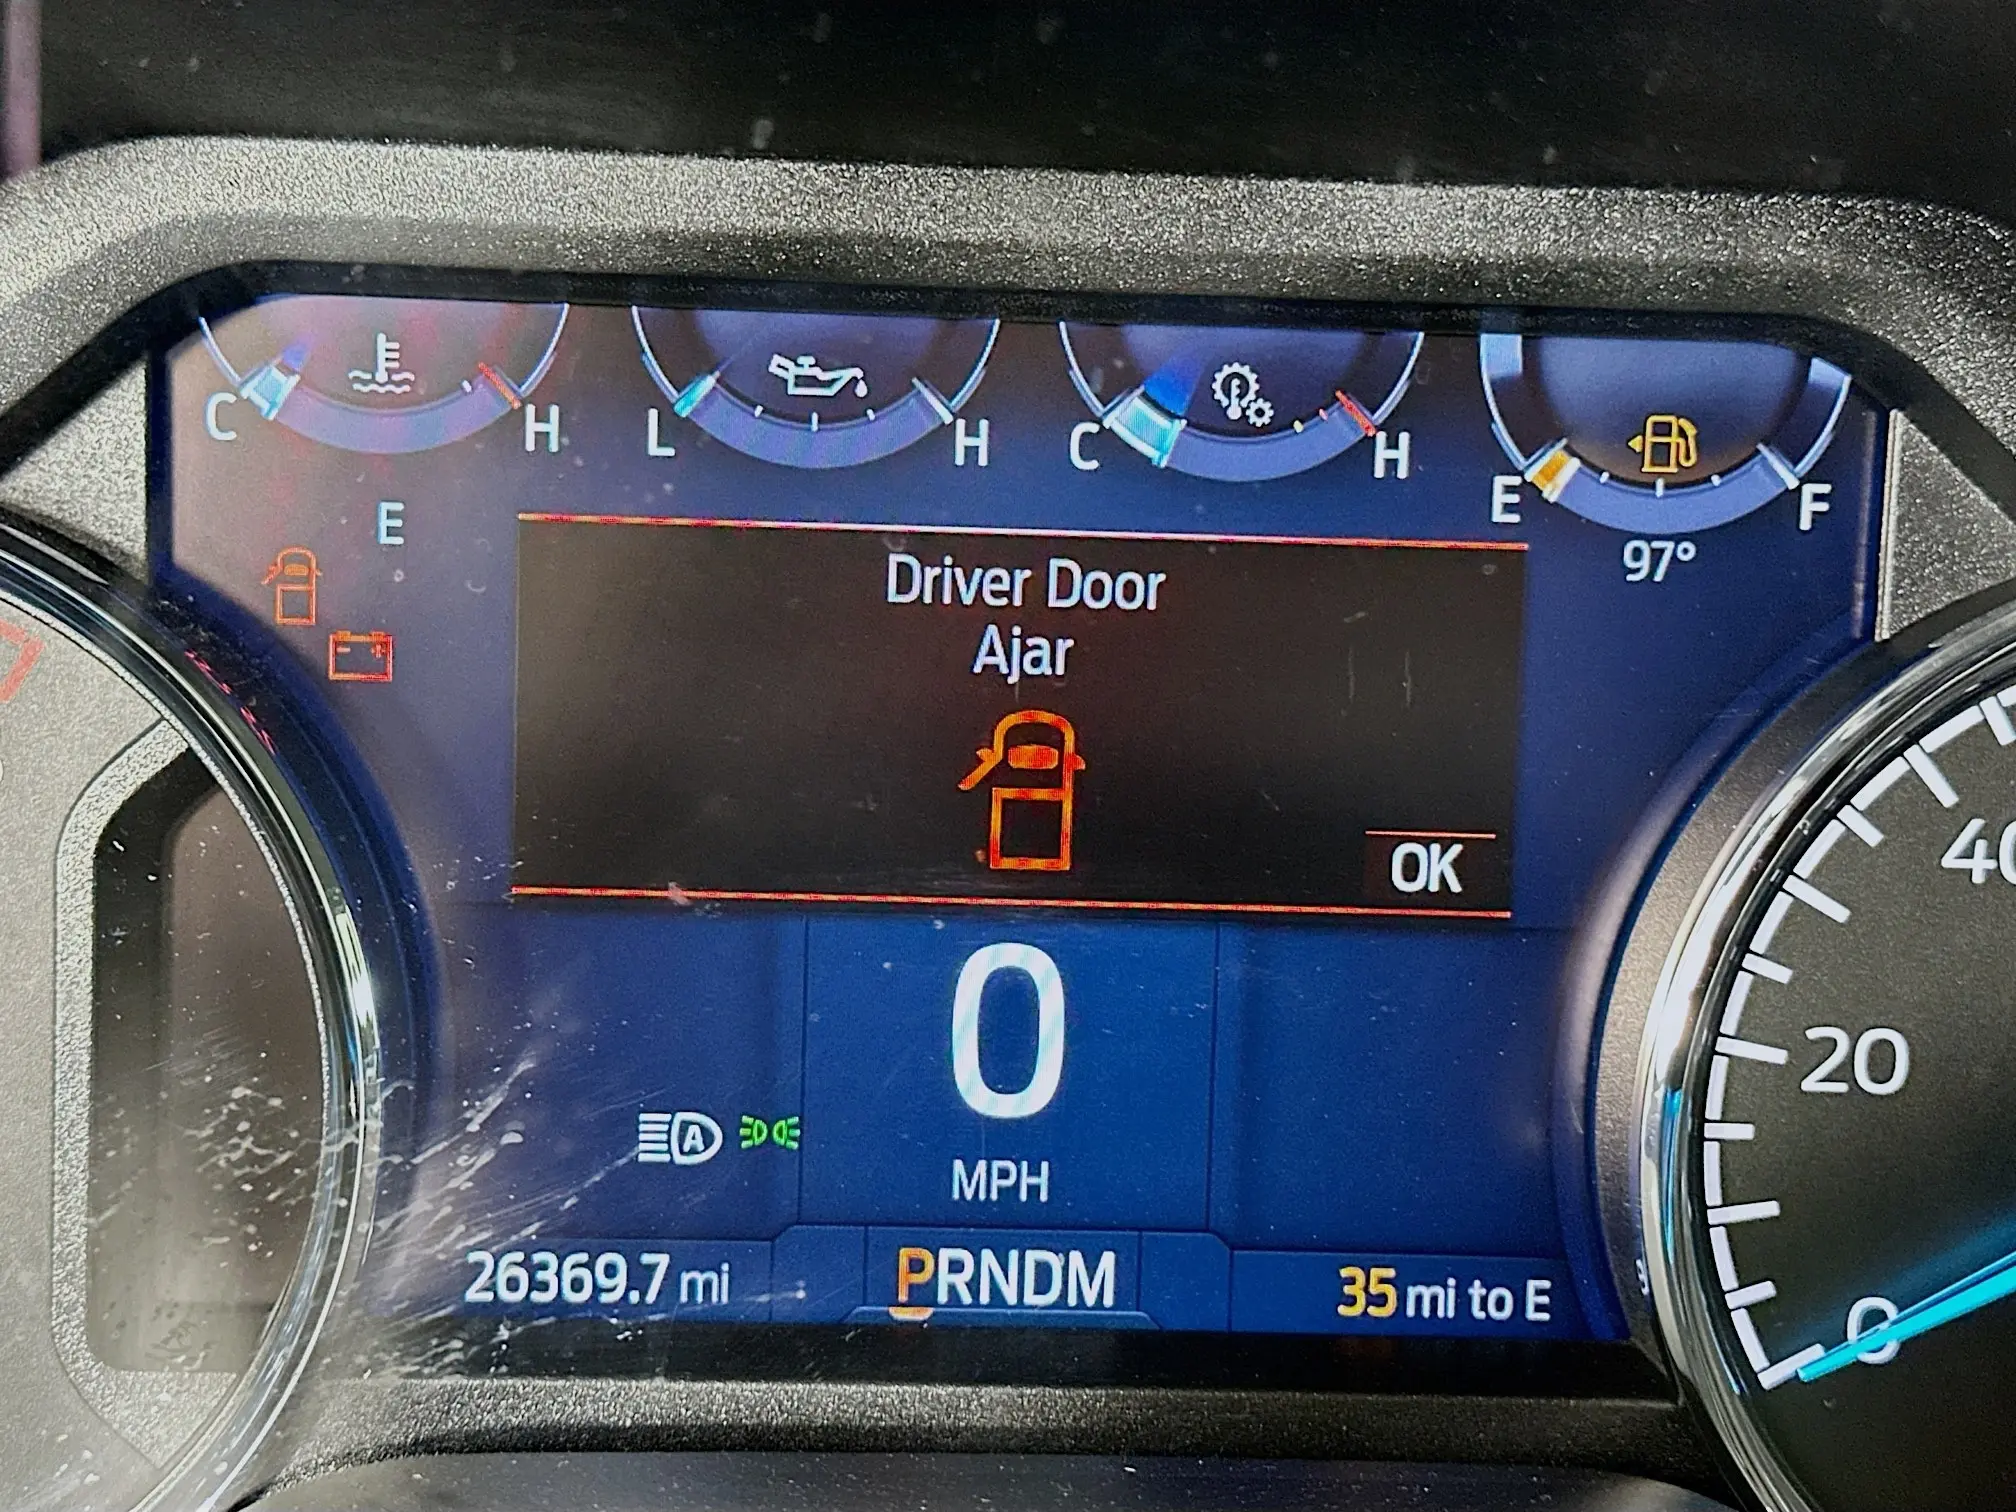 C H
L H
C H
E F
E
97°
Driver Door
Ajar
OK
0
MPH
A
26369.7 mi
PRNDM
35 mi to E
40
20
0